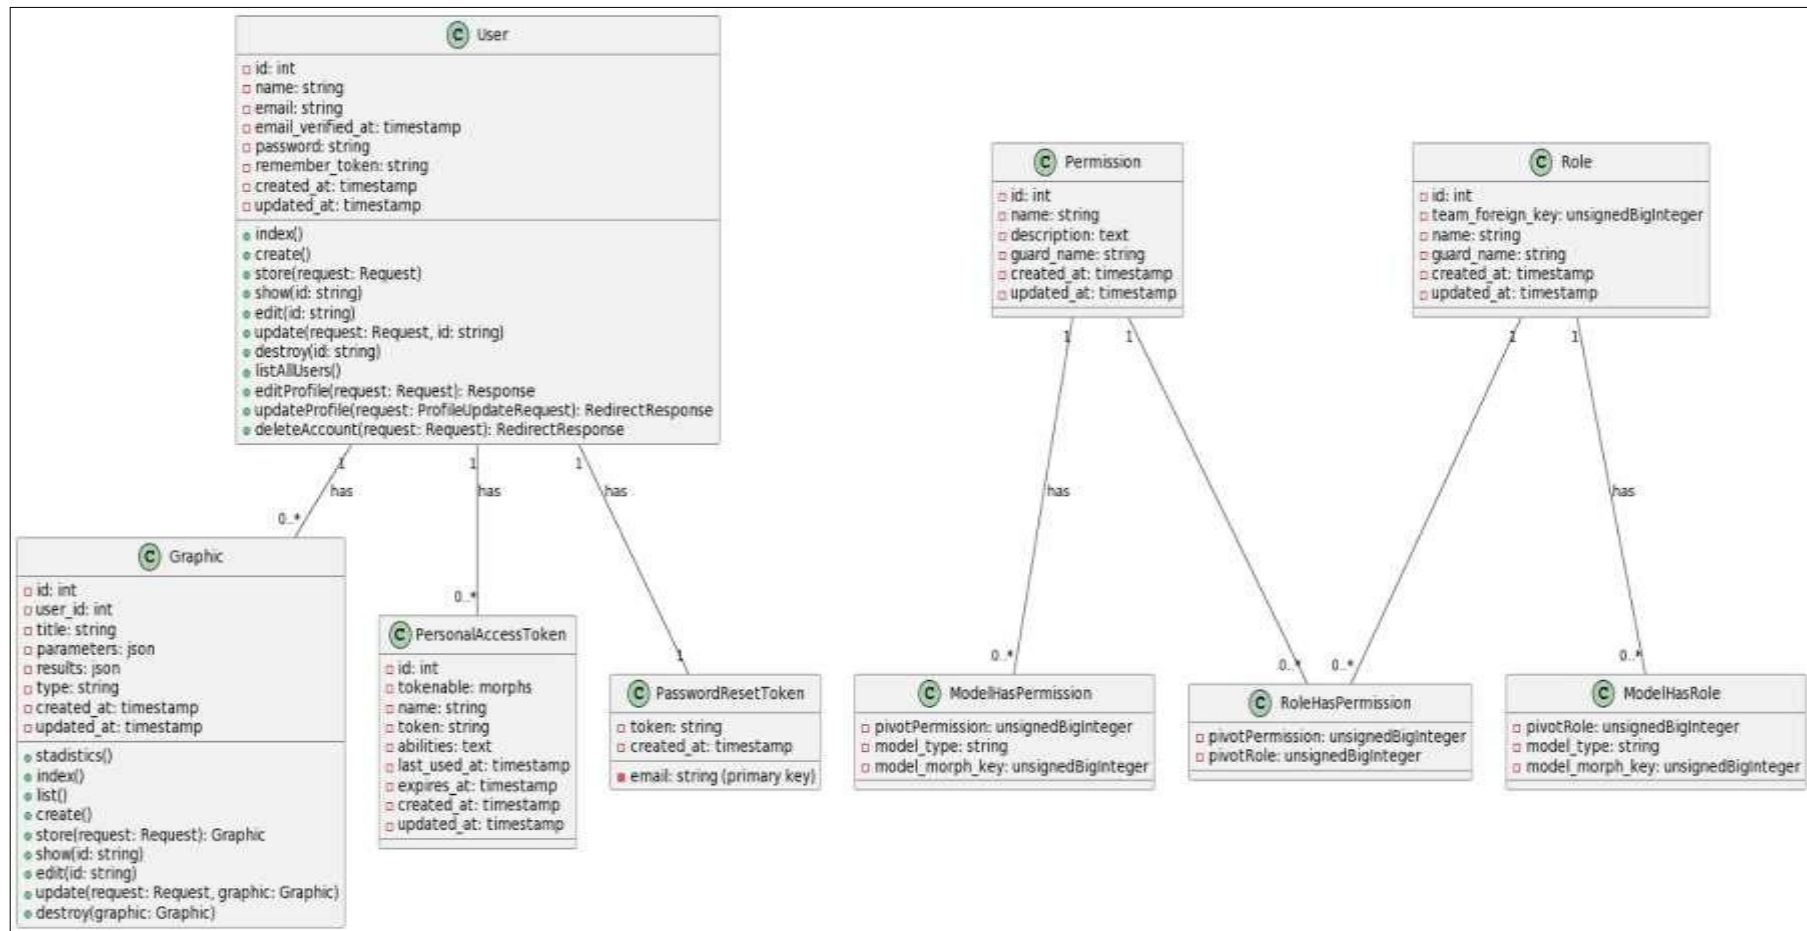 C User
id: int
name: string
email: string
email_verified_at: timestamp
password: string
remember_token: string
created_at: timestamp
updated_at: timestamp
index()
create()
store(request: Request)
show(id: string)
edit(id: string)
update(request: Request, id: string)
destroy(id: string)
listAllUsers()
editProfile(request: Request): Response
updateProfile(request: ProfileUpdateRequest): RedirectResponse
deleteAccount(request: Request): RedirectResponse
C Permission
id: int
name: string
description: text
guard_name: string
created_at: timestamp
updated_at: timestamp
C Role
id: int
team_foreign_key: unsignedBigInteger
name: string
guard_name: string
created_at: timestamp
updated_at: timestamp
1
has
0..*
1
has
0..*
1
has
1
1
has
0..*
1
0..*
1
0..*
1
has
0..*
C Graphic
id: int
user_id: int
title: string
parameters: json
results: json
type: string
created_at: timestamp
updated_at: timestamp
stadistics()
index()
list()
create()
store(request: Request): Graphic
show(id: string)
edit(id: string)
update(request: Request, graphic: Graphic)
destroy(graphic: Graphic)
C PersonalAccessToken
id: int
tokenable: morphs
name: string
token: string
abilities: text
last_used_at: timestamp
expires_at: timestamp
created_at: timestamp
updated_at: timestamp
C PasswordResetToken
token: string
created_at: timestamp
email: string (primary key)
C ModelHasPermission
pivotPermission: unsignedBigInteger
model_type: string
model_morph_key: unsignedBigInteger
C RoleHasPermission
pivotPermission: unsignedBigInteger
pivotRole: unsignedBigInteger
C ModelHasRole
pivotRole: unsignedBigInteger
model_type: string
model_morph_key: unsignedBigInteger